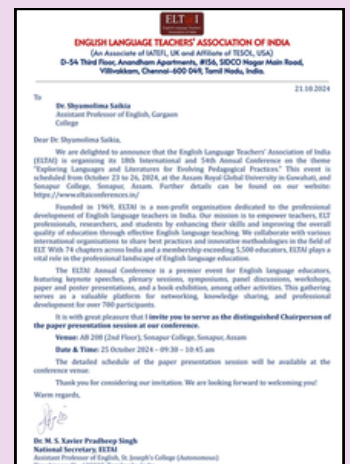 ELTAI
ENGLISH LANGUAGE TEACHERS' ASSOCIATION OF INDIA
(An Associate of IATEFL, UK and Affiliate of TESOL, USA)
D-54 Third Floor, Anandham Apartments, #156, SIDCO Nagar Main Road,
Villivakkam, Chennai-600 049, Tamil Nadu, India.
21.10.2024
To
Dr. Shyamolima Saikia
Assistant Professor of English, Gargaon
College
Dear Dr. Shyamolima Saikia,
We are delighted to announce that the English Language Teachers' Association of India
(ELTAI) is organising its 18th International and 54th Annual Conference on the theme
"Exploring Languages and Literatures for Evolving Pedagogical Practices." This event is
scheduled from October 23 to 26, 2024, at the Assam Royal Global University in Guwahati, and
Sonapur College, Sonapur, Assam. Further details can be found on our website:
https://www.eltaiconferences.in/
Founded in 1969, ELTAI is a non-profit organisation dedicated to the professional
development of English language teachers in India. Our mission is to empower teachers, ELT
professionals, researchers, and students by enhancing their skills and improving the overall
quality of education through effective English language teaching. We collaborate with various
international organisations to share best practices and innovative methodologies in the field of
ELT. With 74 chapters across India and a membership exceeding 5,500 educators, ELTAI plays a
vital role in the professional landscape of English language education.
The ELTAI Annual Conference is a premier event for English language educators,
featuring keynote speeches, plenary sessions, symposiums, panel discussions, workshops,
paper and poster presentations, and a book exhibition, among other activities. This gathering
serves as a valuable platform for networking, knowledge sharing, and professional
development for over 700 participants.
It is with great pleasure that I invite you to serve as the distinguished Chairperson of
the paper presentation session at our conference.
Venue: AB 208 (2nd Floor), Sonapur College, Sonapur, Assam
Date & Time: 25 October 2024 – 09:30 – 10:45 am
The detailed schedule of the paper presentation session will be available at the
conference venue.
Thank you for considering our invitation. We are looking forward to welcoming you!
Warm regards,
Dr. M. S. Xavier Pradheep Singh
National Secretary, ELTAI
Assistant Professor of English, St. Joseph's College (Autonomous)